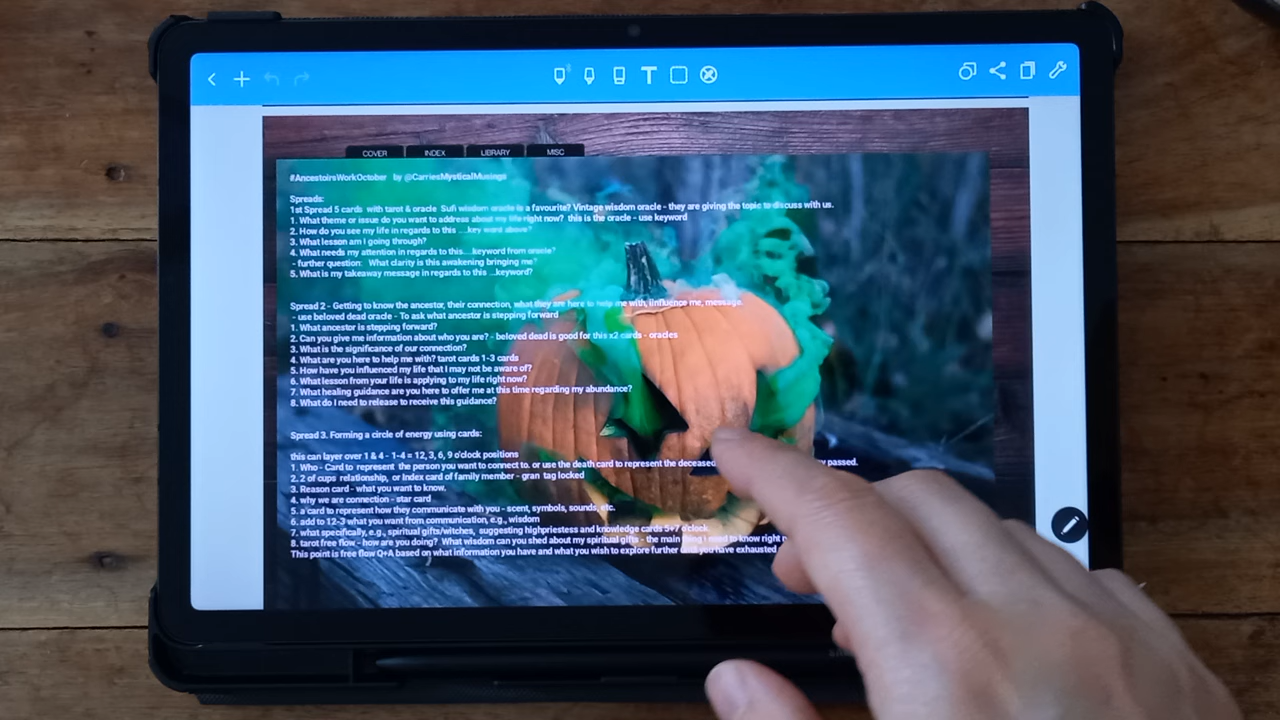 COVER INDEX LIBRARY MISC
#AncestoirsWorkOctober by @CarriesMysticalMusings
Spreads:
1st Spread 5 cards with tarot & oracle Sufi wisdom oracle is a favourite? Vintage wisdom oracle - they are giving the topic to discuss with us.
1. What theme or issue do you want to address about my life right now? this is the oracle - use keyword
2. How do you see my life in regards to this ....key word above?
3. What lesson am I going through?
4. What needs my attention in regards to this....keyword from oracle?
- further question: What clarity is this awakening bringing me?
5. What is my takeaway message in regards to this ...keyword?
Spread 2 - Getting to know the ancestor, their connection, what they are here to help me with, iinfluence me, message.
- use beloved dead oracle - To ask what ancestor is stepping forward
1. What ancestor is stepping forward?
2. Can you give me information about who you are? - beloved dead is good for this x2 cards - oracles
3. What is the significance of our connection?
4. What are you here to help me with? tarot cards 1-3 cards
5. How have you influenced my life that I may not be aware of?
6. What lesson from your life is applying to my life right now?
7. What healing guidance are you here to offer me at this time regarding my abundance?
8. What do I need to release to receive this guidance?
Spread 3. Forming a circle of energy using cards:
this can layer over 1 & 4 - 1-4 = 12, 3, 6, 9 o'clock positions
1. Who - Card to represent the person you want to connect to. or use the death card to represent the deceased passed.
2. 2 of cups relationship, or Index card of family member - gran tag locked
3. Reason card - what you want to know.
4. why we are connection - star card
5. a card to represent how they communicate with you - scent, symbols, sounds, etc.
6. add to 12-3 what you want from communication, e.g., wisdom
7. what specifically, e.g., spiritual gifts/witches, suggesting highpriestess and knowledge cards 5+7 o'clock
8. tarot free flow - how are you doing? What wisdom can you shed about my spiritual gifts - the main thing I need to know right
This point is free flow Q+A based on what information you have and what you wish to explore further until you have exhausted